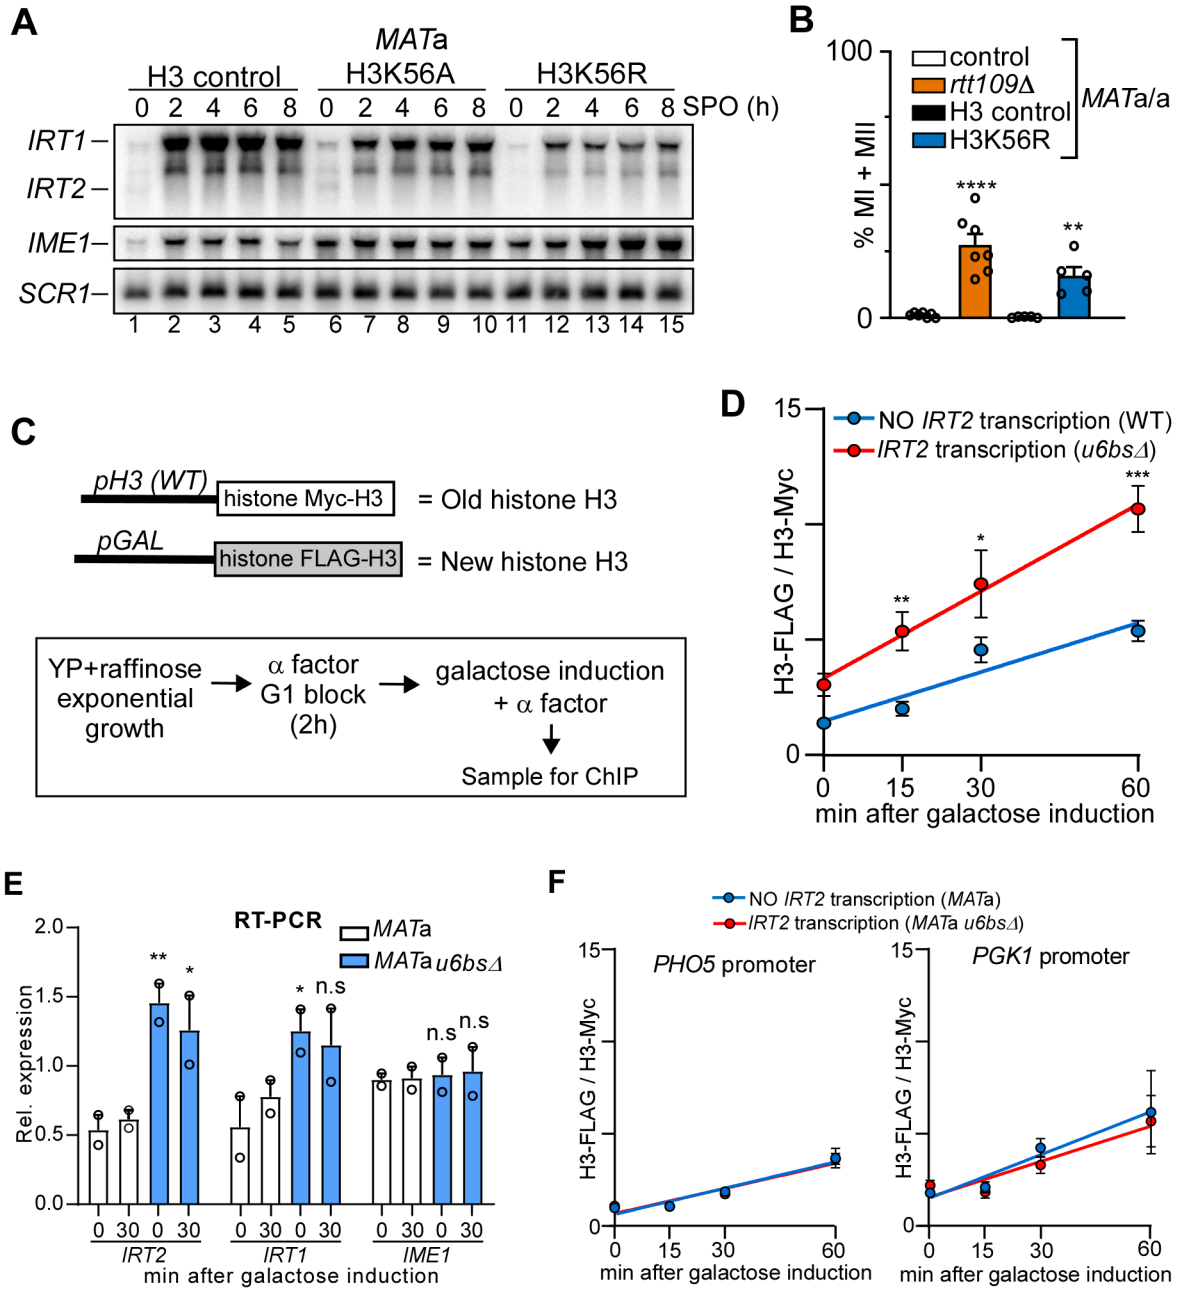 A
MATa
H3 control H3K56A H3K56R
0 2 4 6 8 0 2 4 6 8 0 2 4 6 8 SPO (h)
IRT1
IRT2
IME1
SCR1
1 2 3 4 5 6 7 8 9 10 11 12 13 14 15
B
100
0
% MI + MII
control
rtt109Δ
H3 control
H3K56R
MATa/a
****
**
C
pH3 (WT)
histone Myc-H3
= Old histone H3
pGAL
histone FLAG-H3
= New histone H3
YP+raffinose
exponential
growth
α factor
G1 block
(2h)
galactose induction
+ α factor
Sample for ChIP
D
15
0
H3-FLAG / H3-Myc
NO IRT2 transcription (WT)
IRT2 transcription (u6bsΔ)
**
*
***
0 15 30 60
min after galactose induction
E
RT-PCR
MATa
MATa u6bsΔ
Rel. expression
2.0
1.5
1.0
0.5
0.0
** * * n.s n.s n.s
0 30 0 30 0 30 0 30 0 30 0 30
IRT2 IRT1 IME1
min after galactose induction
F
NO IRT2 transcription (MATa)
IRT2 transcription (MATa u6bsΔ)
15
0
H3-FLAG / H3-Myc
PHO5 promoter
0 15 30 60
min after galactose induction
15
0
H3-FLAG / H3-Myc
PGK1 promoter
0 15 30 60
min after galactose induction